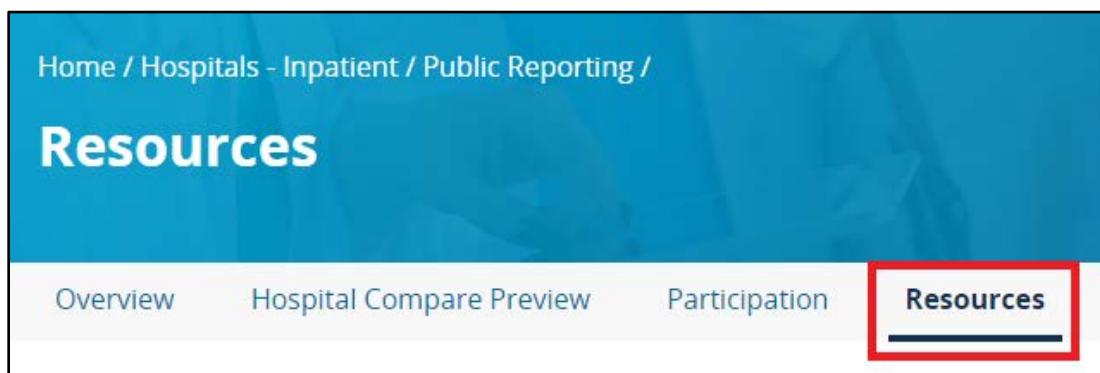 Home / Hospitals - Inpatient / Public Reporting /
Resources
Overview Hospital Compare Preview Participation Resources